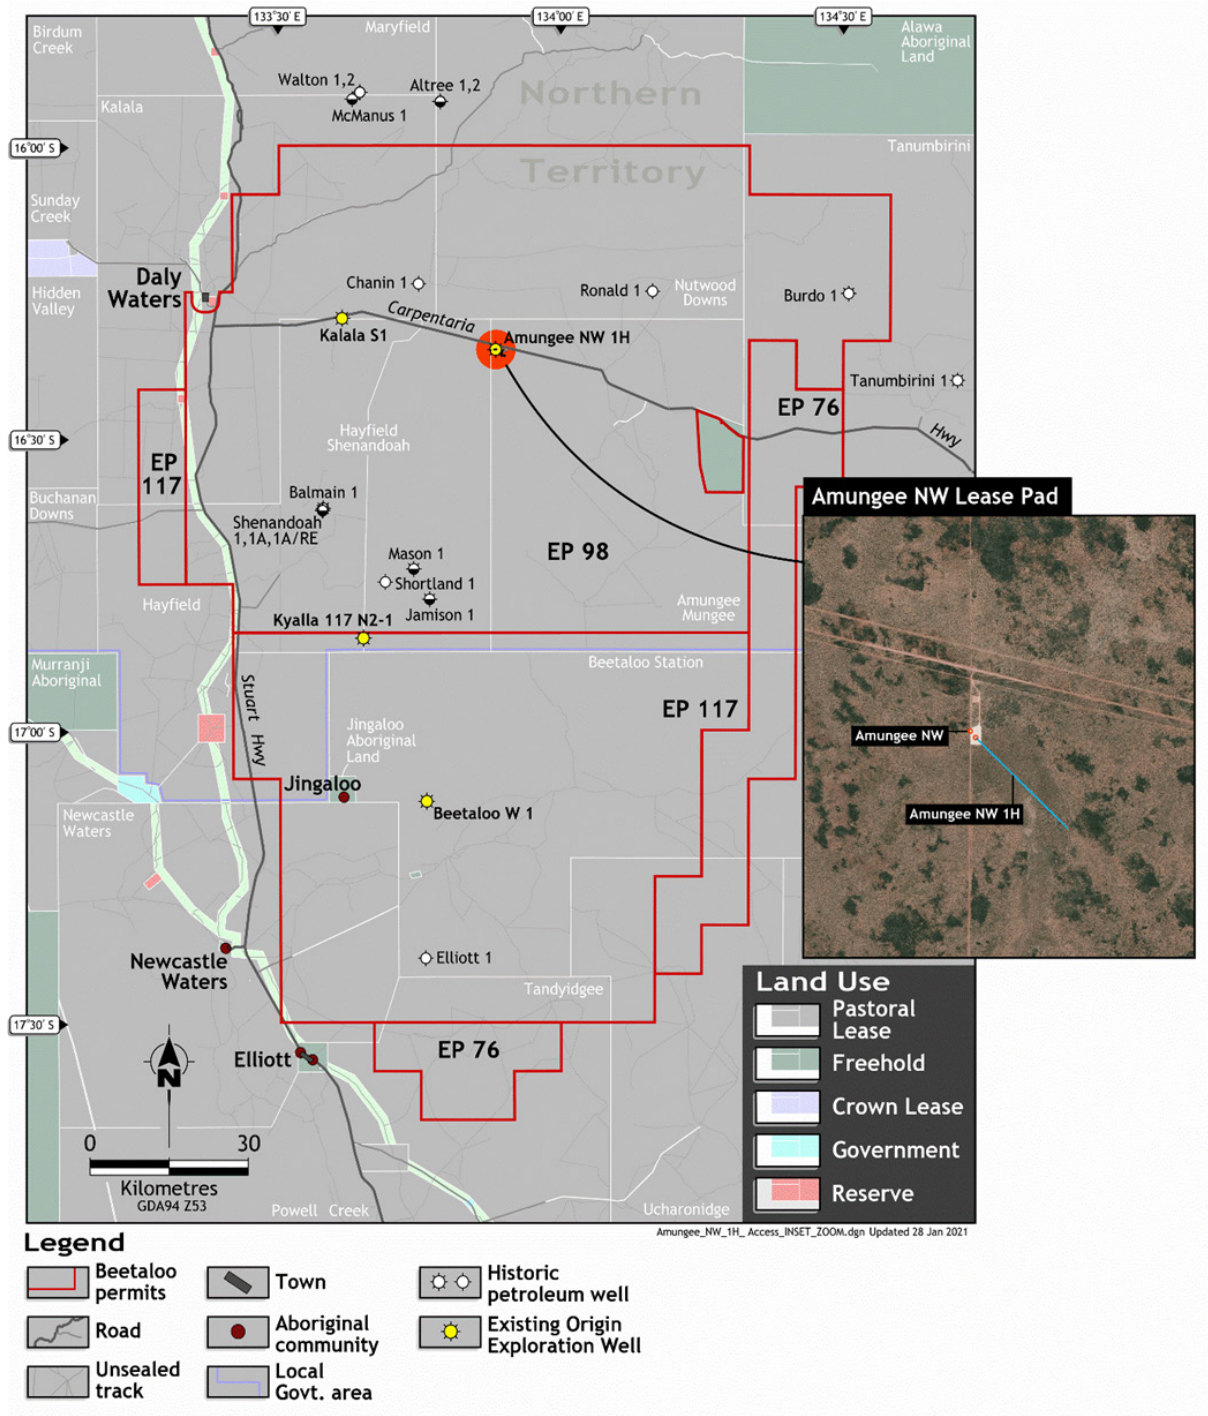 133°30' E
134°00' E
134°30' E
Birdum
Creek
Maryfield
Alawa
Aboriginal
Land
Walton 1,2
Altree 1,2
Northern
Kalala
McManus 1
16°00' S
Tanumbirini
Territory
Sunday
Creek
Daly
Waters
Chanin 1
Ronald 1
Nutwood
Downs
Burdo 1
Hidden
Valley
Carpentaria
Kalala S1
Amungee NW 1H
Tanumbirini 1
EP 76
Hwy
16°30' S
Hayfield
Shenandoah
EP
117
Buchanan
Downs
Balmain 1
Shenandoah
1,1A,1A/RE
Amungee NW Lease Pad
EP 98
Mason 1
Shortland 1
Jamison 1
Hayfield
Amungee
Mungee
Kyalla 117 N2-1
Murranji
Aboriginal
Beetaloo Station
Stuart Hwy
EP 117
17°00' S
Jingaloo
Aboriginal
Land
Amungee NW
Jingaloo
Beetaloo W 1
Amungee NW 1H
Newcastle
Waters
Newcastle
Waters
Elliott 1
Tandyidgee
Land Use
Pastoral
Lease
Freehold
Crown Lease
Government
Reserve
17°30' S
Elliott
EP 76
N
0 30
Kilometres
GDA94 Z53
Powell Creek
Ucharonidge
Amungee_NW_1H_ Access_INSET_ZOOM.dgn Updated 28 Jan 2021
Legend
Beetaloo
permits
Town
Historic
petroleum well
Road
Aboriginal
community
Existing Origin
Exploration Well
Unsealed
track
Local
Govt. area